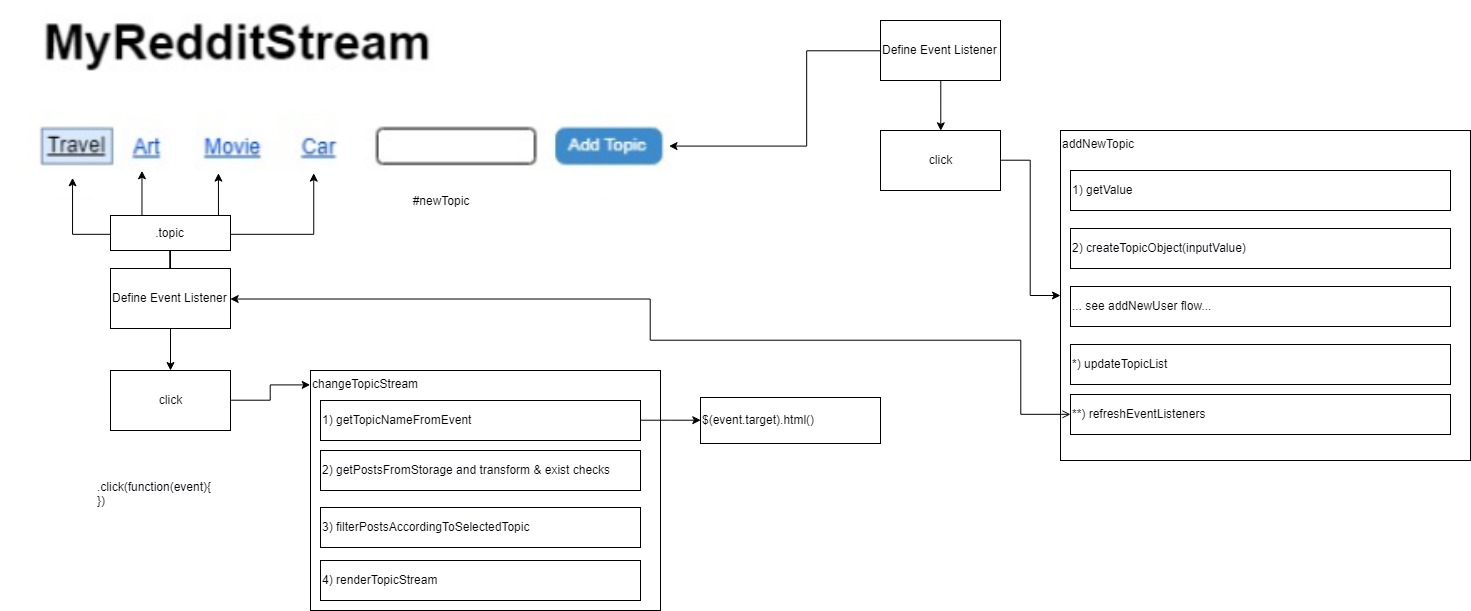 MyRedditStream
Define Event Listener
Travel
Art
Movie
Car
Add Topic
click
addNewTopic
1) getValue
#newTopic
.topic
2) createTopicObject(inputValue)
Define Event Listener
... see addNewUser flow...
*) updateTopicList
click
changeTopicStream
1) getTopicNameFromEvent
$(event.target).html()
**) refreshEventListeners
2) getPostsFromStorage and transform & exist checks
.click(function(event){
})
3) filterPostsAccordingToSelectedTopic
4) renderTopicStream